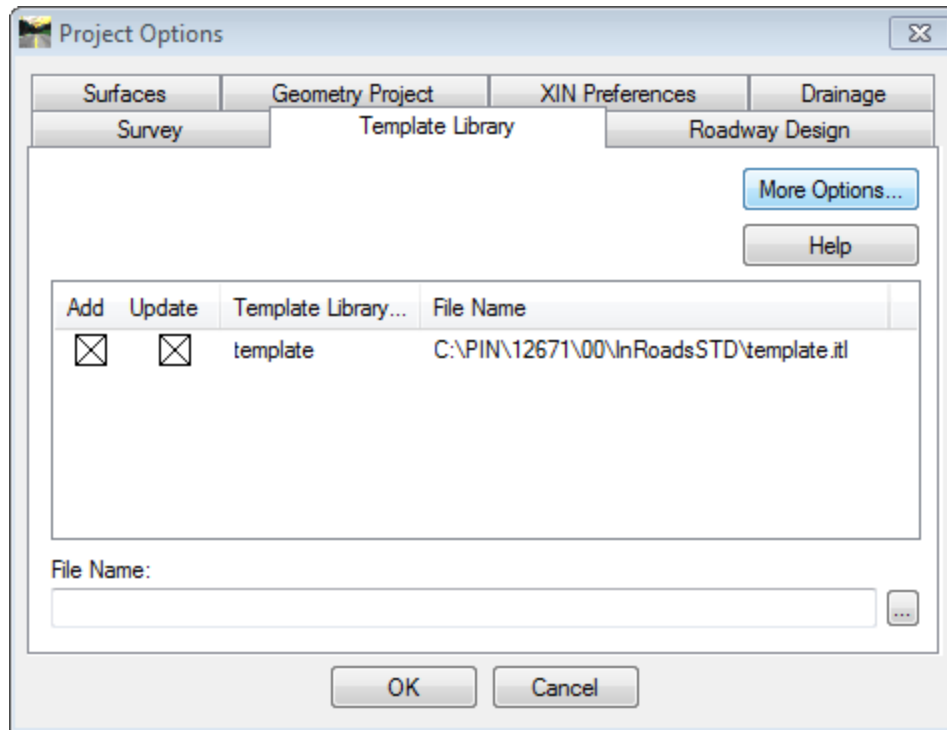 Project Options
Surfaces Geometry Project XIN Preferences Drainage
Survey Template Library Roadway Design
More Options...
Help
Add Update Template Library... File Name
template C:\PIN\12671\00\InRoadsSTD\template.itl
File Name:
...
OK Cancel